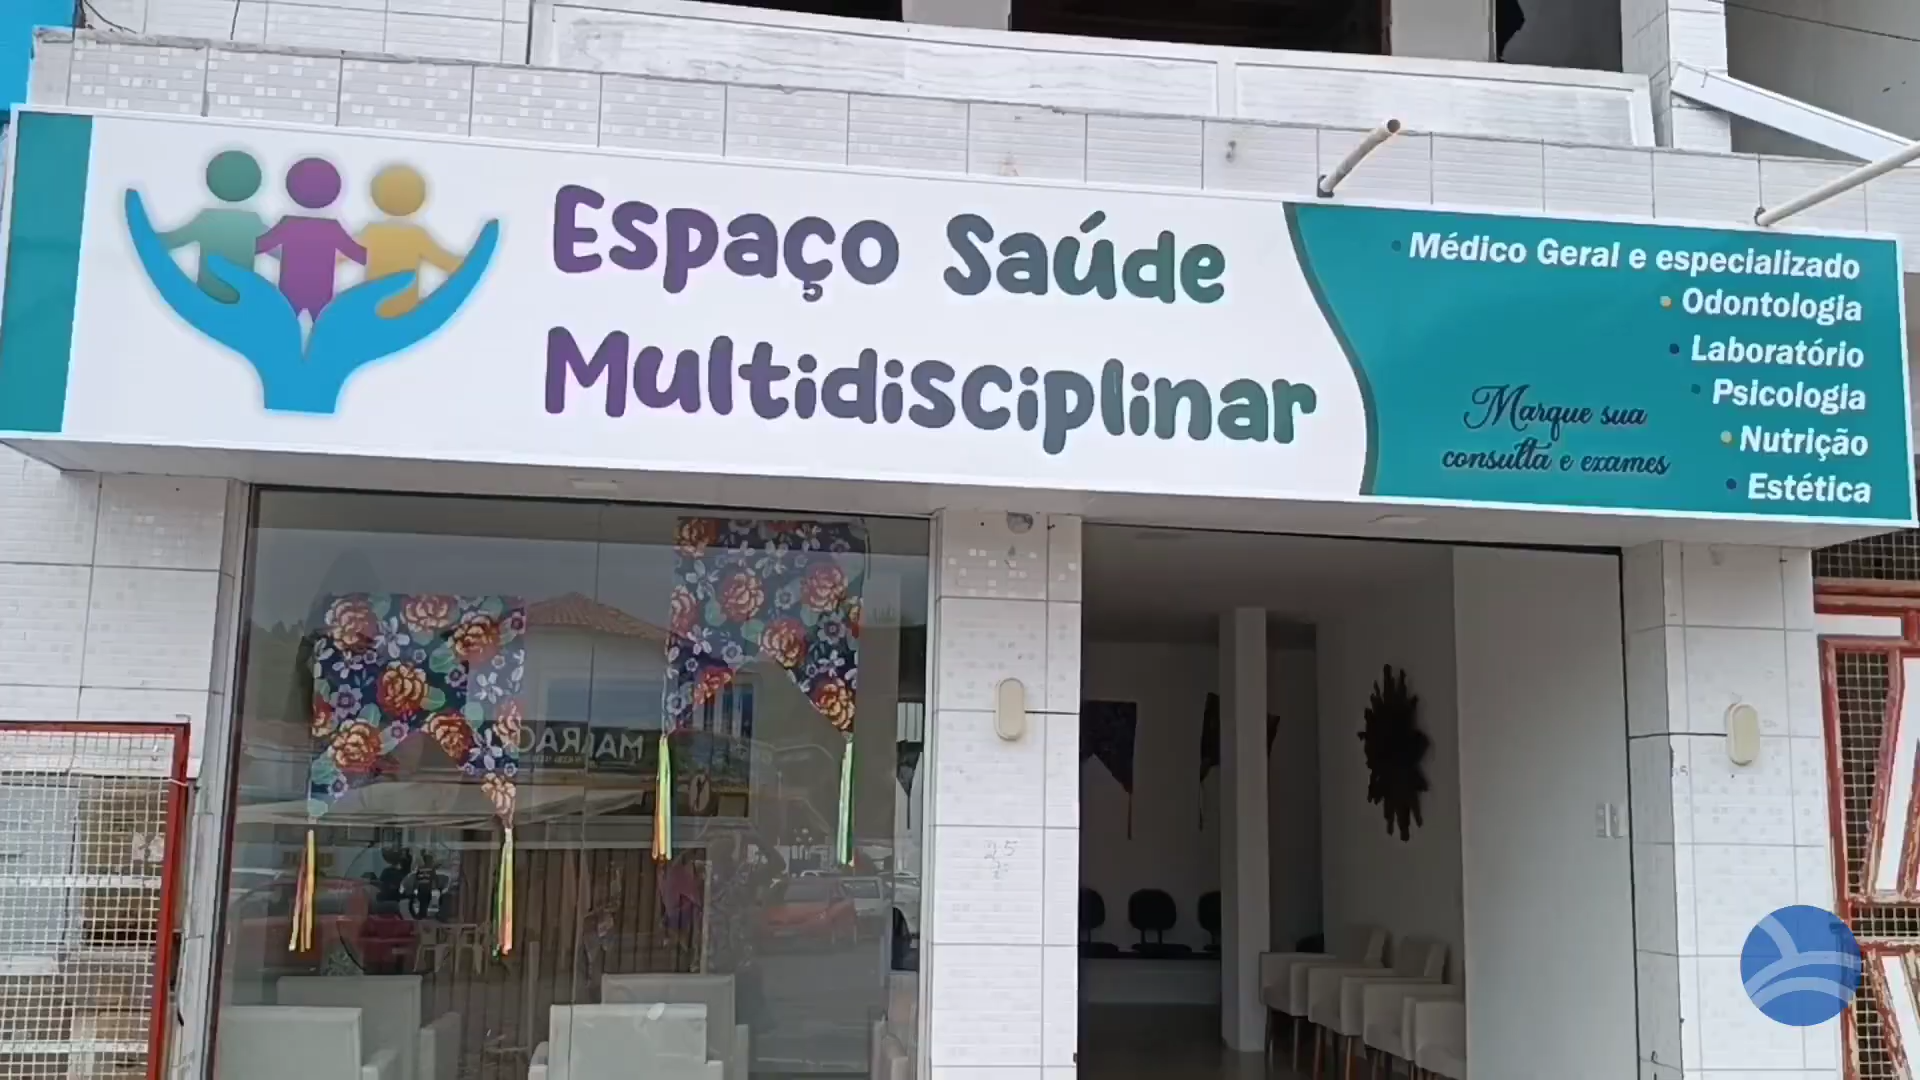 Espaço Saúde
Multidisciplinar
Médico Geral e especializado
Odontologia
Laboratório
Psicologia
Nutrição
Estética
Marque sua
consulta e exames